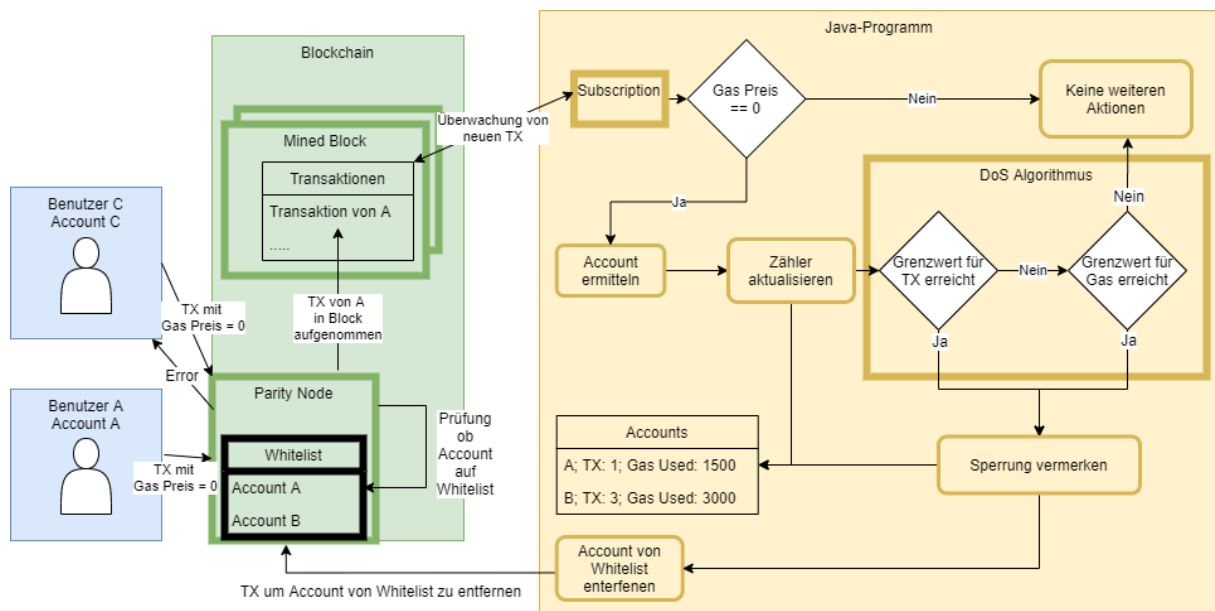 Blockchain
Java-Programm
Subscription
Gas Preis
== 0
Nein
Keine weiteren
Aktionen
Überwachung von
neuen TX
Mined Block
Transaktionen
Transaktion von A
.....
Ja
DoS Algorithmus
Nein
Benutzer C
Account C
Account
ermitteln
Zähler
aktualisieren
Grenzwert für
TX erreicht
Nein
Grenzwert für
Gas erreicht
TX mit
Gas Preis = 0
TX von A
in Block
aufgenommen
Ja
Ja
Error
Parity Node
Benutzer A
Account A
Prüfung
ob
Account
auf
Whitelist
Whitelist
Account A
Account B
TX mit
Gas Preis = 0
Accounts
A; TX: 1; Gas Used: 1500
B; TX: 3; Gas Used: 3000
Sperrung vermerken
Account von
Whitelist
enterfenen
TX um Account von Whitelist zu entfernen